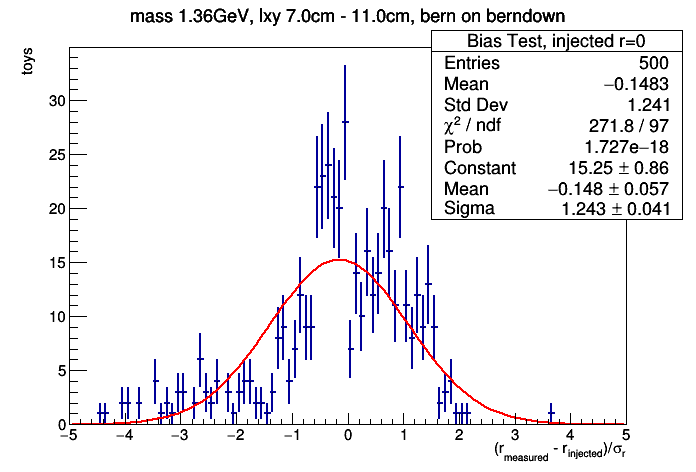 mass 1.36GeV, lxy 7.0cm - 11.0cm, bern on berndown
Bias Test, injected r=0
Entries 500
Mean −0.1483
Std Dev 1.241
χ² / ndf 271.8 / 97
Prob 1.727e−18
Constant 15.25 ± 0.86
Mean −0.148 ± 0.057
Sigma 1.243 ± 0.041
toys
30
25
20
15
10
5
0
−5 −4 −3 −2 −1 0 1 2 3 4 5
(r_measured - r_injected)/σ_r